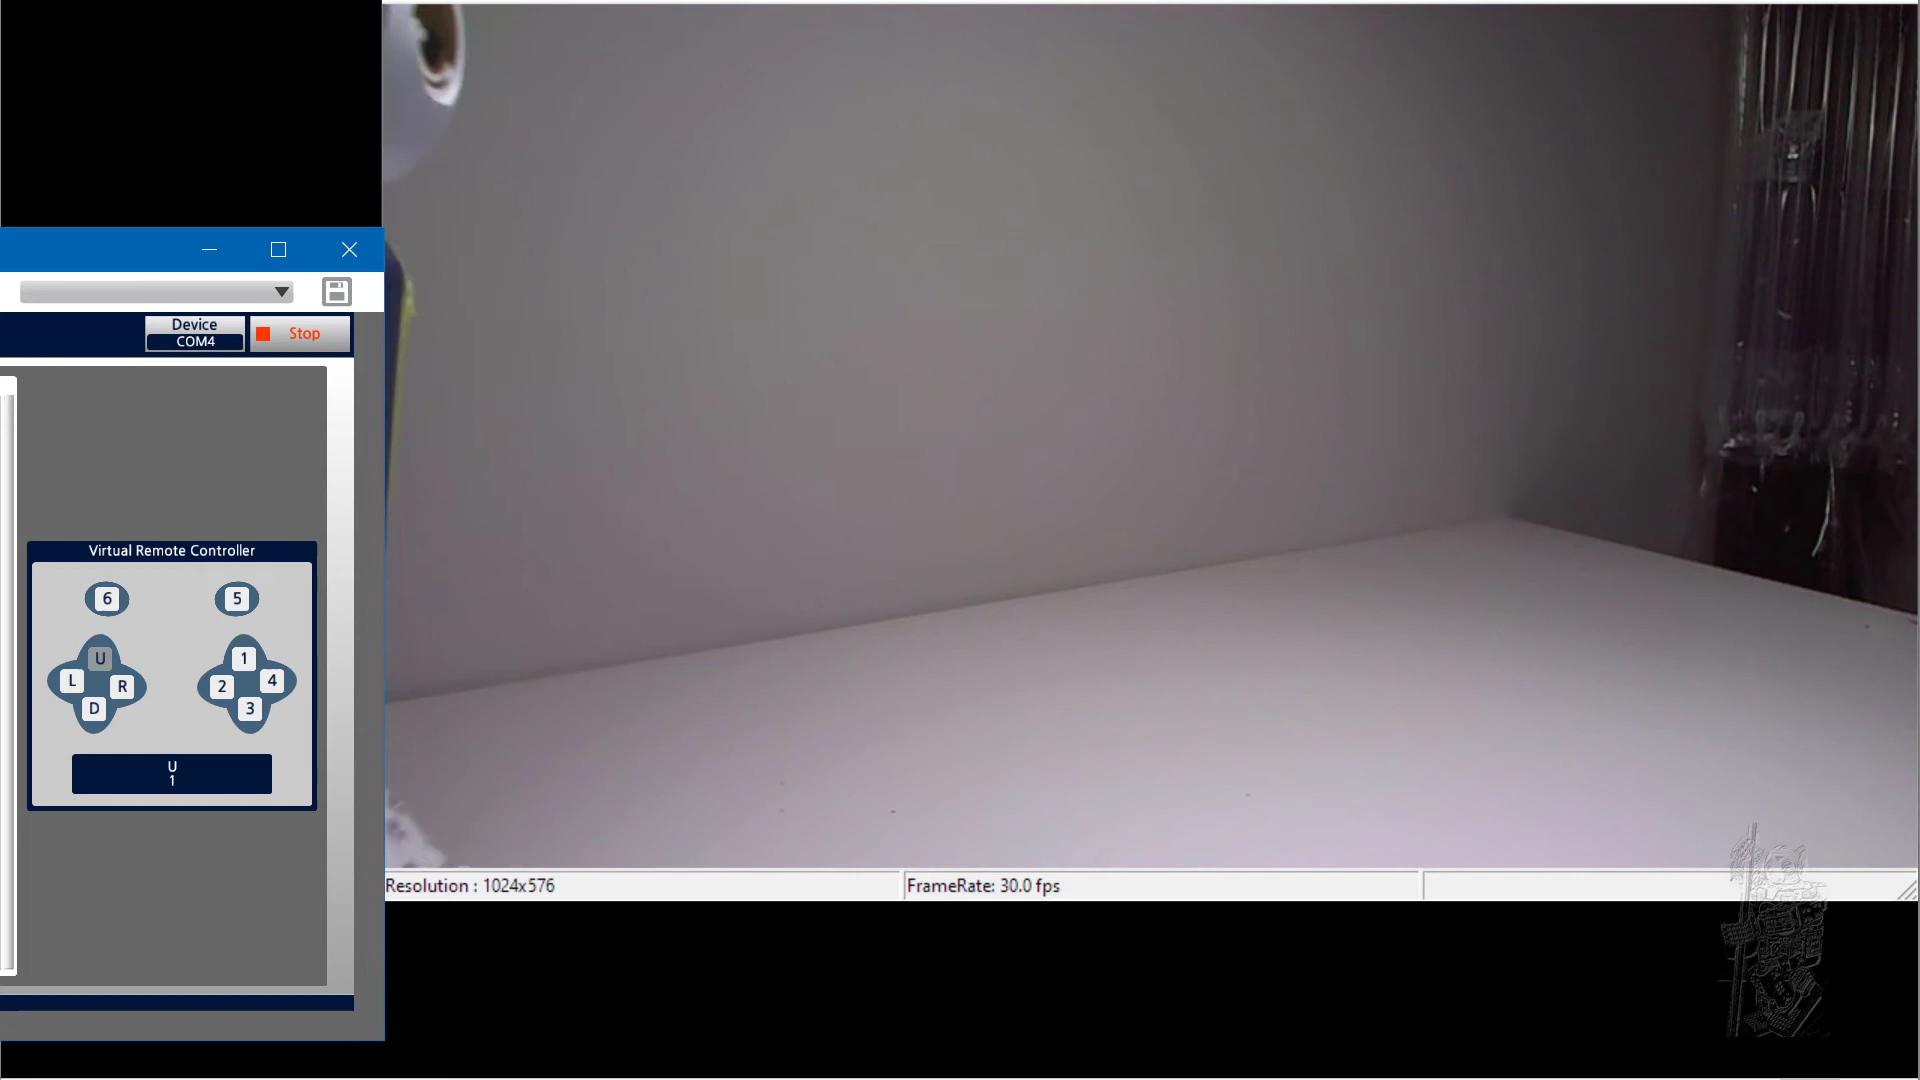 Device
COM4
Stop
Virtual Remote Controller
6
5
U
L
R
D
1
2
4
3
U
1
Resolution : 1024x576
FrameRate: 30.0 fps